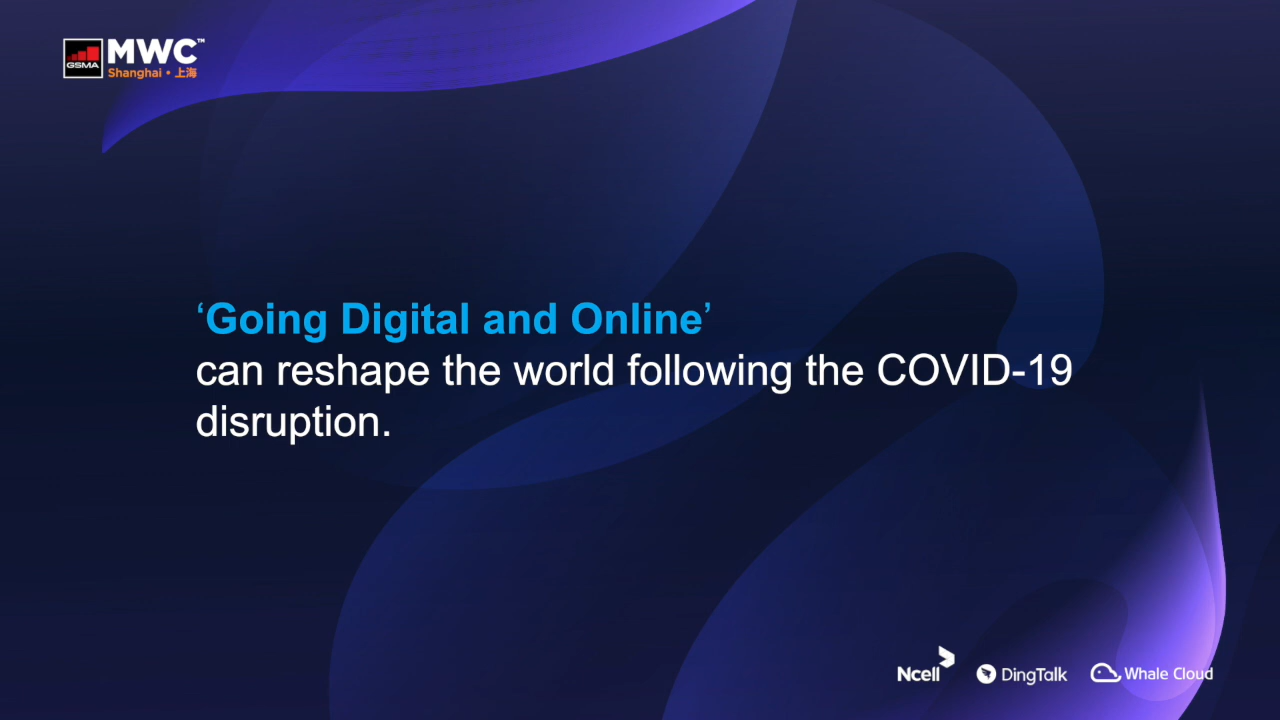 GSMA
MWC™
Shanghai • 上海
‘Going Digital and Online’
can reshape the world following the COVID-19
disruption.
Ncell
DingTalk
Whale Cloud